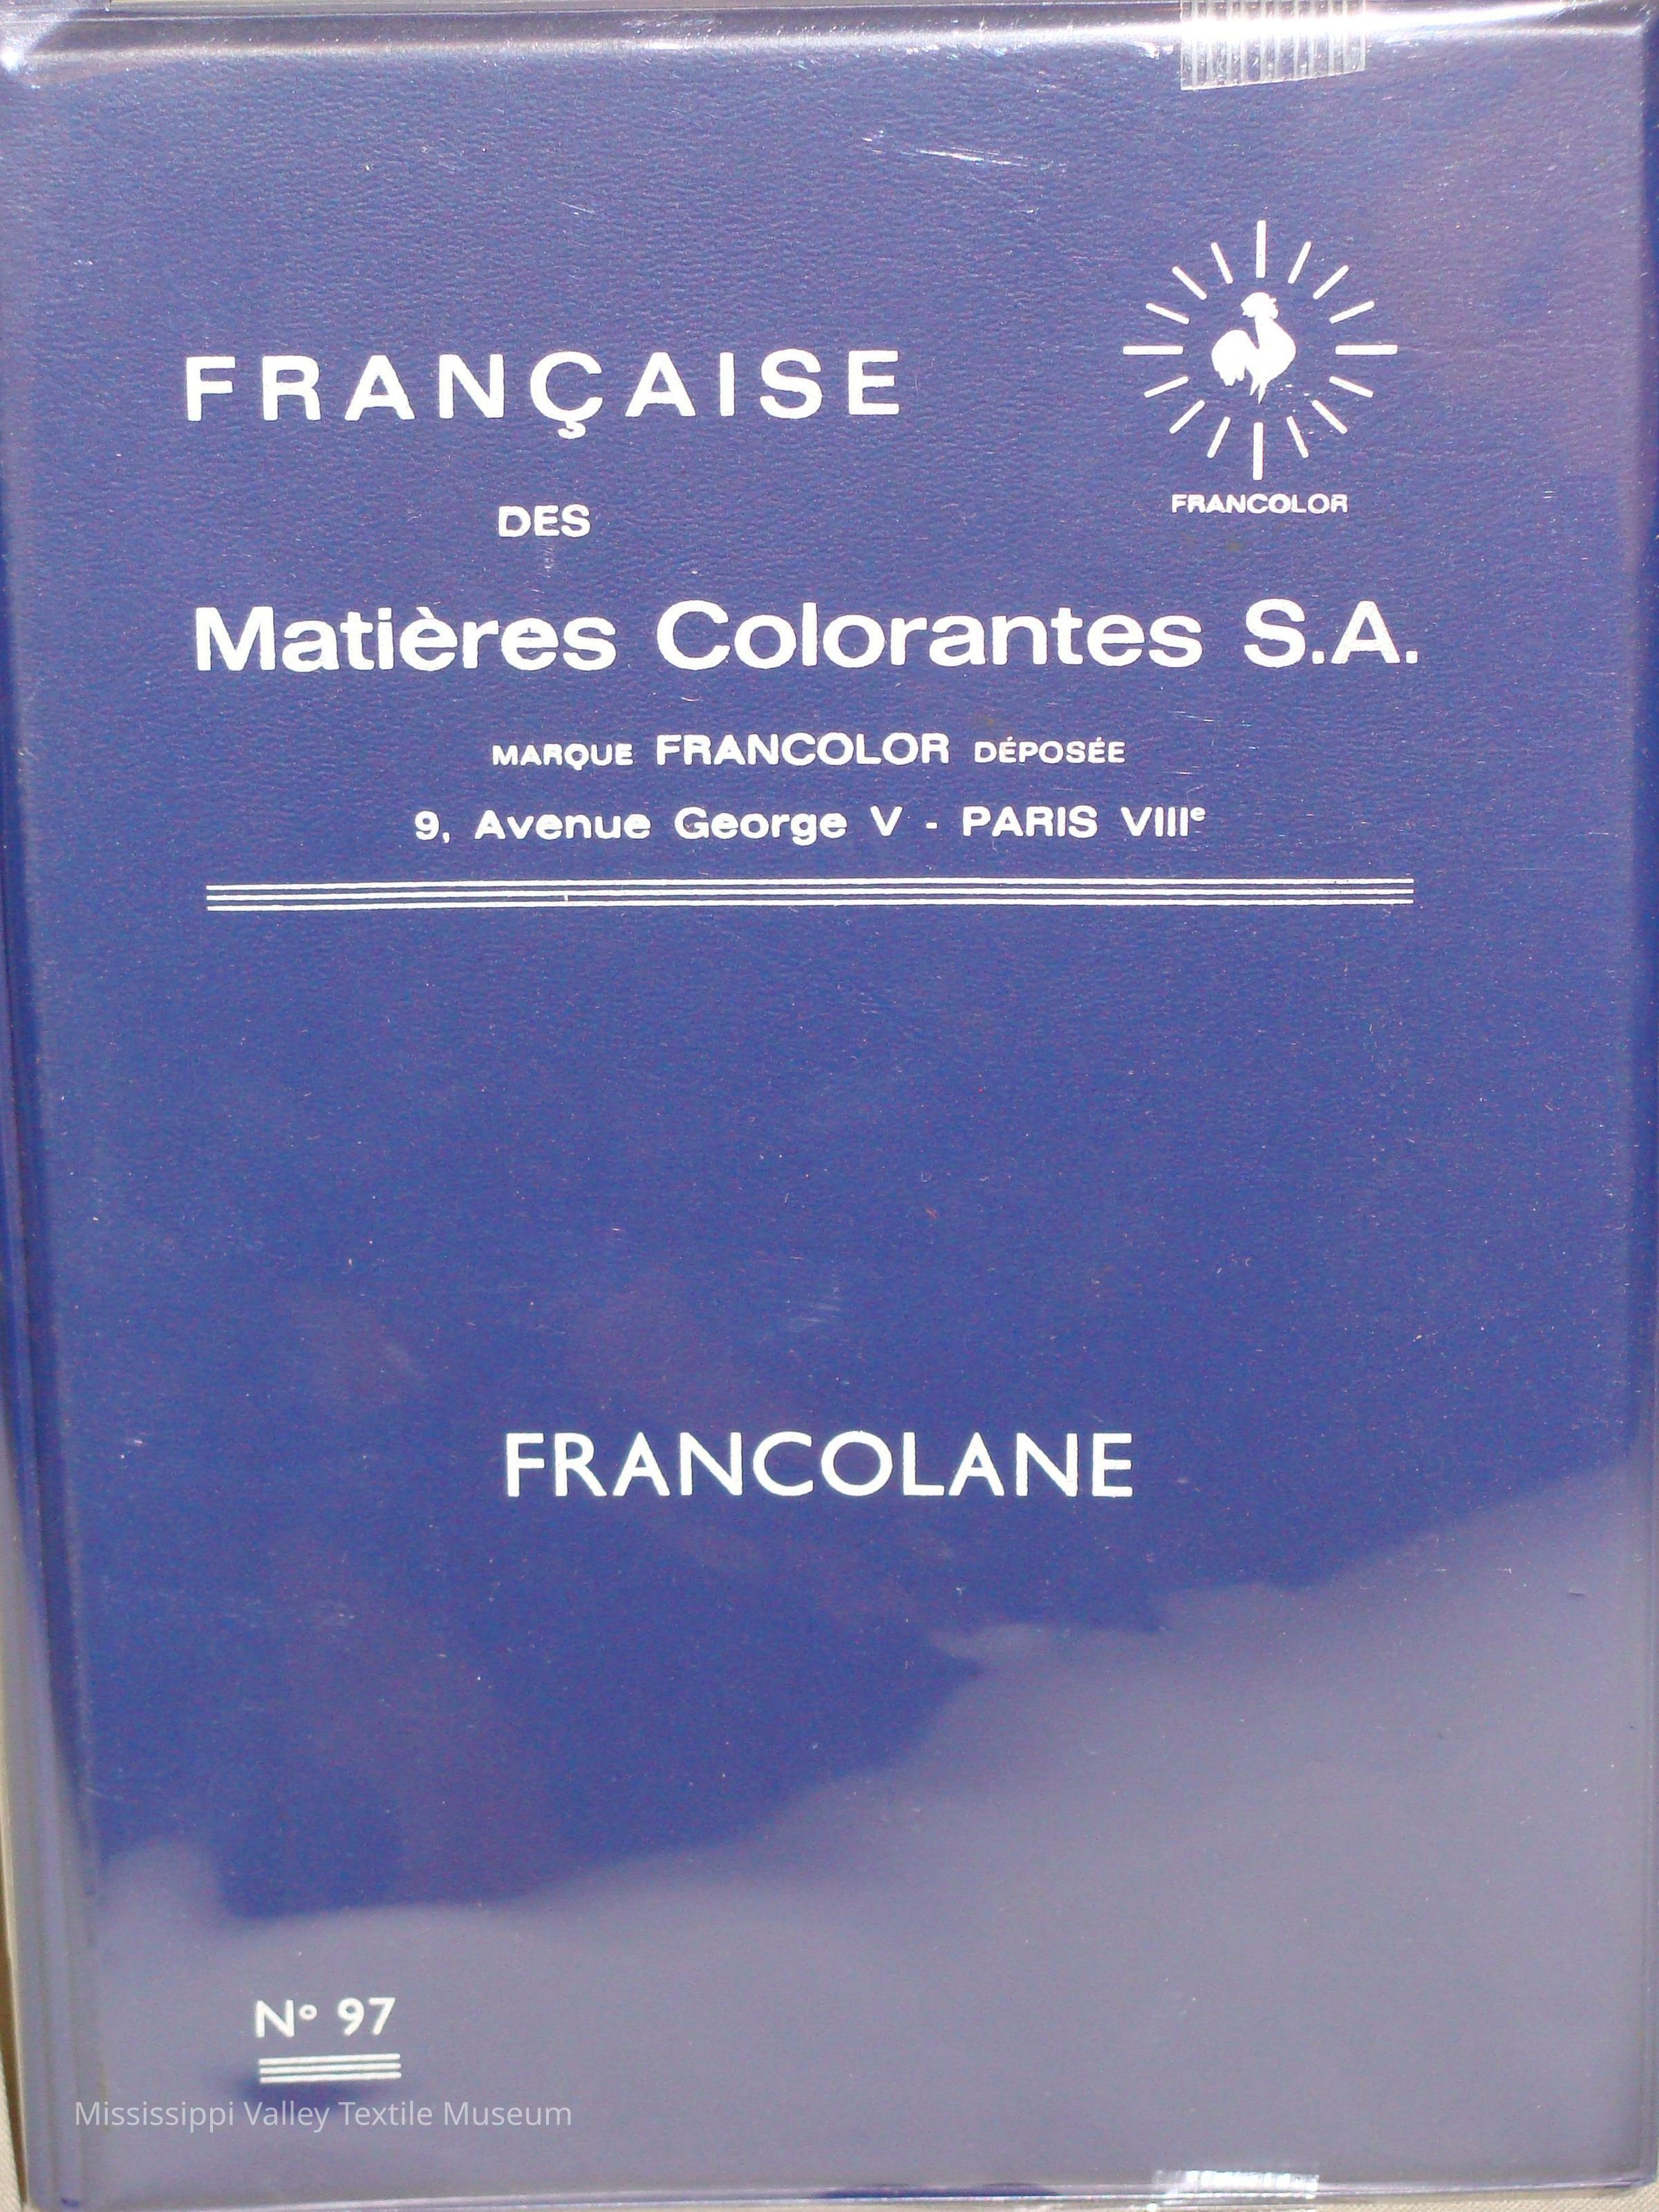 FRANÇAISE
FRANCOLOR
DES
Matières Colorantes S.A.
MARQUE FRANCOLOR DÉPOSÉE
9, Avenue George V - PARIS VIIIᵉ
FRANCOLANE
Nº 97
Mississippi Valley Textile Museum